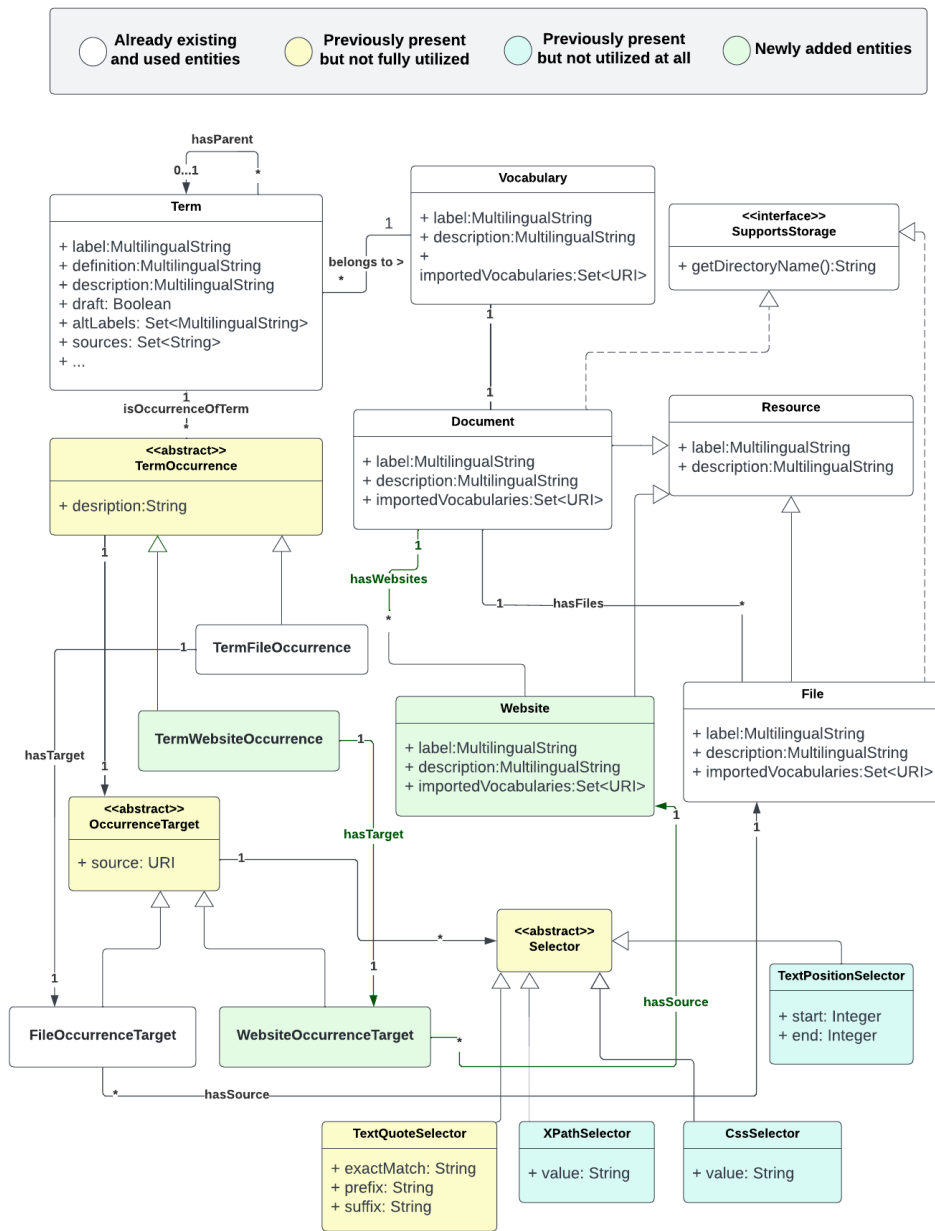 Already existing
and used entities
Previously present
but not fully utilized
Previously present
but not utilized at all
Newly added entities
hasParent
0...1
*
Term
+ label:MultilingualString
+ definition:MultilingualString
+ description:MultilingualString
+ draft: Boolean
+ altLabels: Set<MultilingualString>
+ sources: Set<String>
+ ...
1
belongs to >
*
Vocabulary
+ label:MultilingualString
+ description:MultilingualString
+
importedVocabularies:Set<URI>
<<interface>>
SupportsStorage
+ getDirectoryName():String
1
1
1
isOccurrenceOfTerm
*
Document
+ label:MultilingualString
+ description:MultilingualString
+ importedVocabularies:Set<URI>
Resource
+ label:MultilingualString
+ description:MultilingualString
<<abstract>>
TermOccurrence
+ desription:String
1
1
hasWebsites
*
1
hasFiles
*
TermFileOccurrence
1
TermWebsiteOccurrence
1
hasTarget
1
Website
+ label:MultilingualString
+ description:MultilingualString
+ importedVocabularies:Set<URI>
File
+ label:MultilingualString
+ description:MultilingualString
+ importedVocabularies:Set<URI>
<<abstract>>
OccurrenceTarget
+ source: URI
1
hasTarget
1
1
*
<<abstract>>
Selector
1
1
TextPositionSelector
+ start: Integer
+ end: Integer
FileOccurrenceTarget
WebsiteOccurrenceTarget
*
hasSource
*
hasSource
TextQuoteSelector
+ exactMatch: String
+ prefix: String
+ suffix: String
XPathSelector
+ value: String
CssSelector
+ value: String